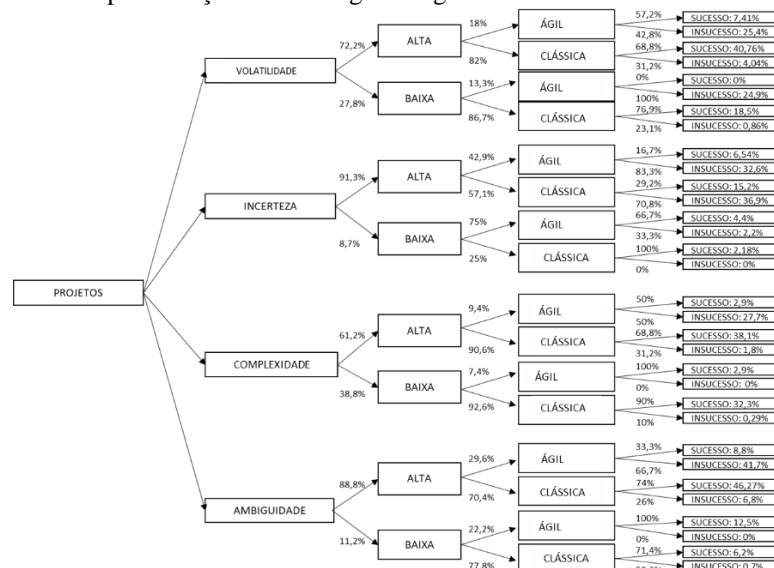 57,2%
18% ÁGIL SUCESSO: 7,41%
ALTA 42,8% INSUCESSO: 25,4%
72,2% 68,8% SUCESSO: 40,76%
CLÁSSICA
82% 31,2% INSUCESSO: 4,04%
VOLATILIDADE 0% SUCESSO: 0%
13,3% ÁGIL
BAIXA 100% INSUCESSO: 24,9%
27,8% 76,9% SUCESSO: 18,5%
86,7% CLÁSSICA
23,1% INSUCESSO: 0,86%
16,7% SUCESSO: 6,54%
42,9% ÁGIL
ALTA 83,3% INSUCESSO: 32,6%
91,3% 29,2% SUCESSO: 15,2%
57,1% CLÁSSICA
INCERTEZA 70,8% INSUCESSO: 36,9%
66,7% SUCESSO: 4,4%
75% ÁGIL
BAIXA 33,3% INSUCESSO: 2,2%
8,7% 100% SUCESSO: 2,18%
25% CLÁSSICA
0% INSUCESSO: 0%
PROJETOS
50% SUCESSO: 2,9%
9,4% ÁGIL
INSUCESSO: 27,7%
ALTA 50%
61,2% 68,8% SUCESSO: 38,1%
CLÁSSICA
90,6% 31,2% INSUCESSO: 1,8%
COMPLEXIDADE 100% SUCESSO: 2,9%
7,4% ÁGIL
BAIXA 0% INSUCESSO: 0%
38,8% 90% SUCESSO: 32,3%
92,6% CLÁSSICA
10% INSUCESSO: 0,29%
33,3% SUCESSO: 8,8%
29,6% ÁGIL
INSUCESSO: 41,7%
ALTA 66,7%
88,8% 74% SUCESSO: 46,27%
CLÁSSICA
70,4% 26% INSUCESSO: 6,8%
AMBIGUIDADE 100% SUCESSO: 12,5%
22,2% ÁGIL
0% INSUCESSO: 0%
BAIXA 71,4% SUCESSO: 6,2%
11,2% CLÁSSICA
77,8% INSUCESSO: 0,7%